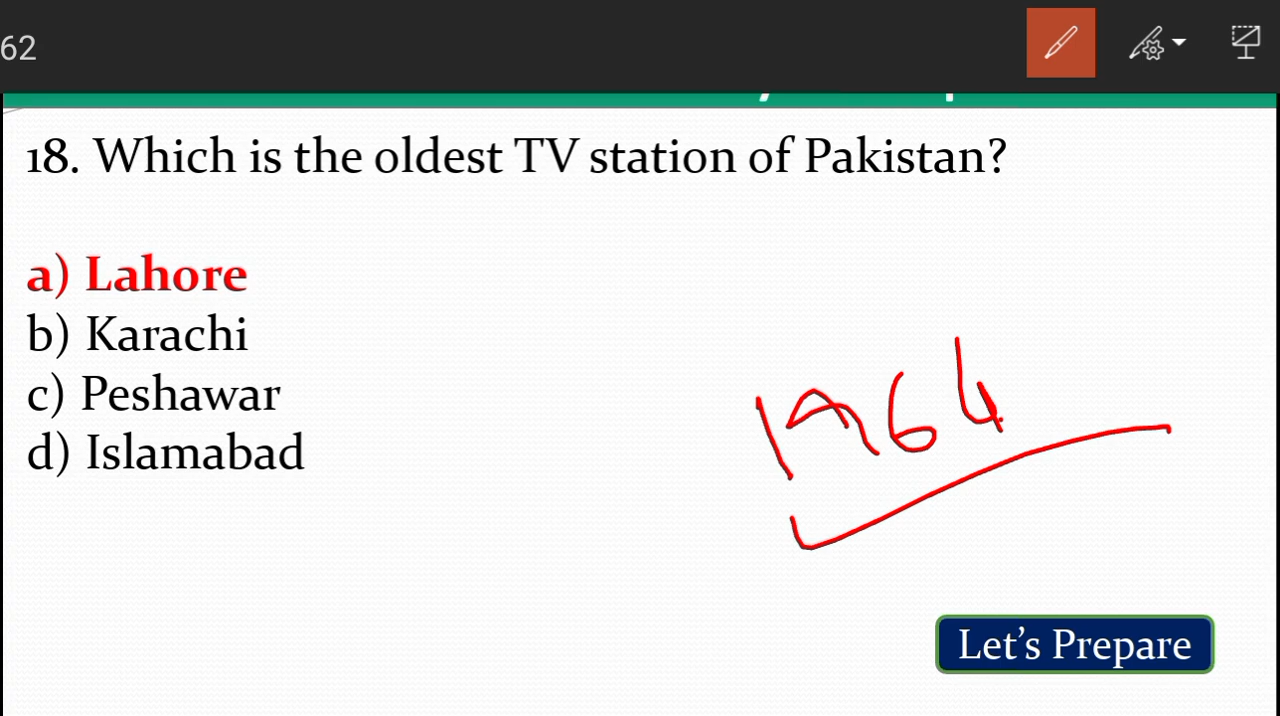 62
18. Which is the oldest TV station of Pakistan?
a) Lahore
b) Karachi
c) Peshawar
d) Islamabad
1964
Let's Prepare